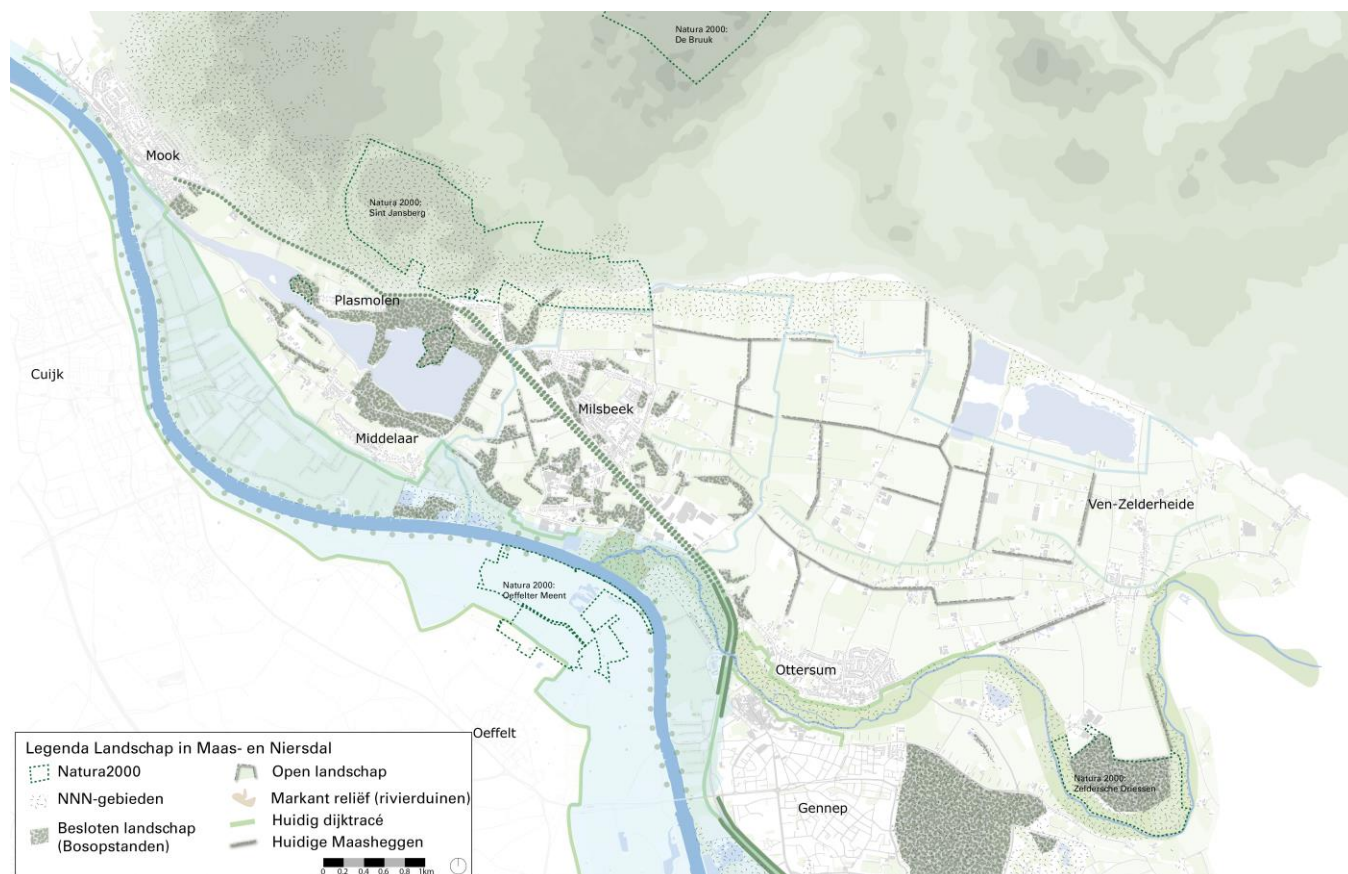 Natura 2000:
De Bruuk
Mook
Natura 2000:
Sint Jansberg
Plasmolen
Cuijk
Milsbeek
Middelaar
Ven-Zelderheide
Natura 2000:
Oeffelter Meent
Ottersum
Oeffelt
Natura 2000:
Zeldersche Driessen
Gennep
Legenda Landschap in Maas- en Niersdal
Natura2000
NNN-gebieden
Besloten landschap
(Bosopstanden)
Open landschap
Markant reliëf (rivierduinen)
Huidig dijktracé
Huidige Maasheggen
0 0.2 0.4 0.6 0.8 1km